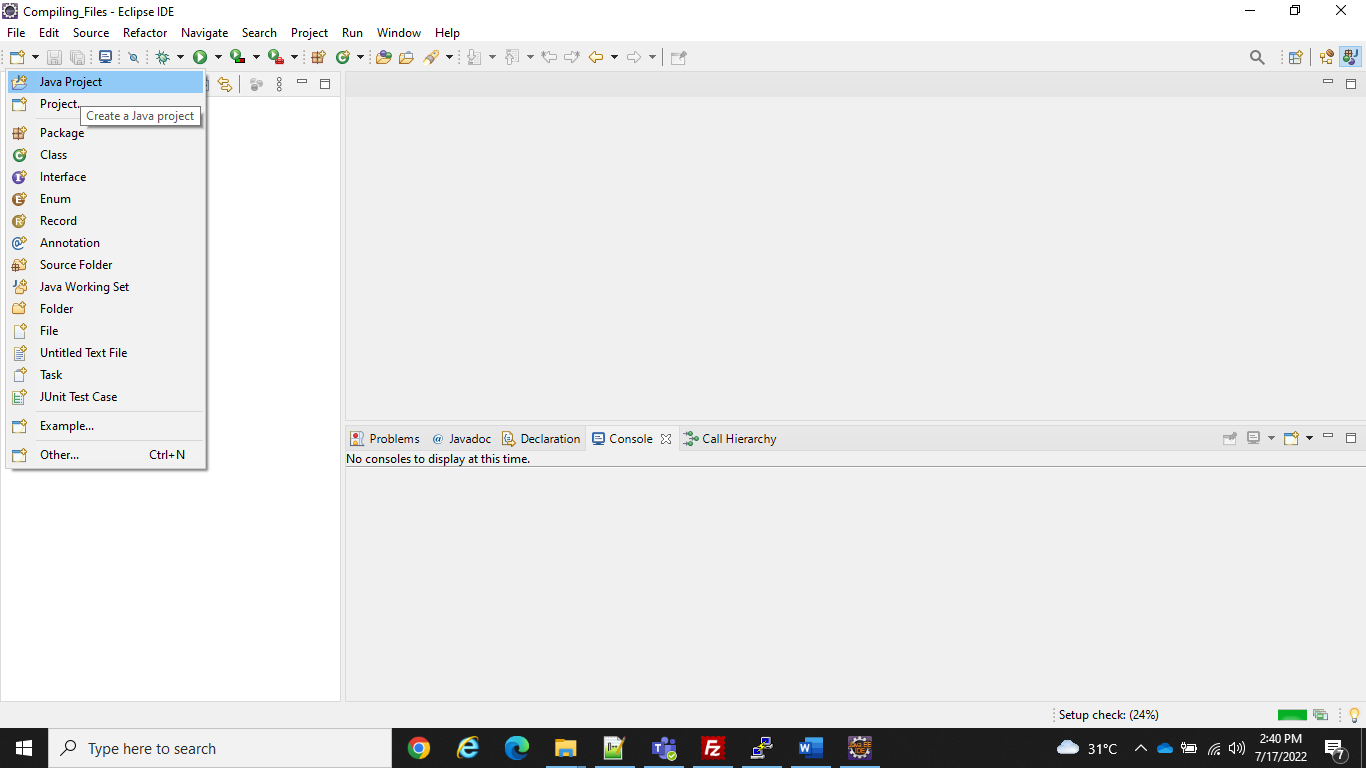 Compiling_Files - Eclipse IDE
File Edit Source Refactor Navigate Search Project Run Window Help
Java Project
Project...
Create a Java project
Package
Class
Interface
Enum
Record
Annotation
Source Folder
Java Working Set
Folder
File
Untitled Text File
Task
JUnit Test Case
Example...
Other... Ctrl+N
Problems @ Javadoc Declaration Console Call Hierarchy
No consoles to display at this time.
Setup check: (24%)
Type here to search
31°C
2:40 PM
7/17/2022
7